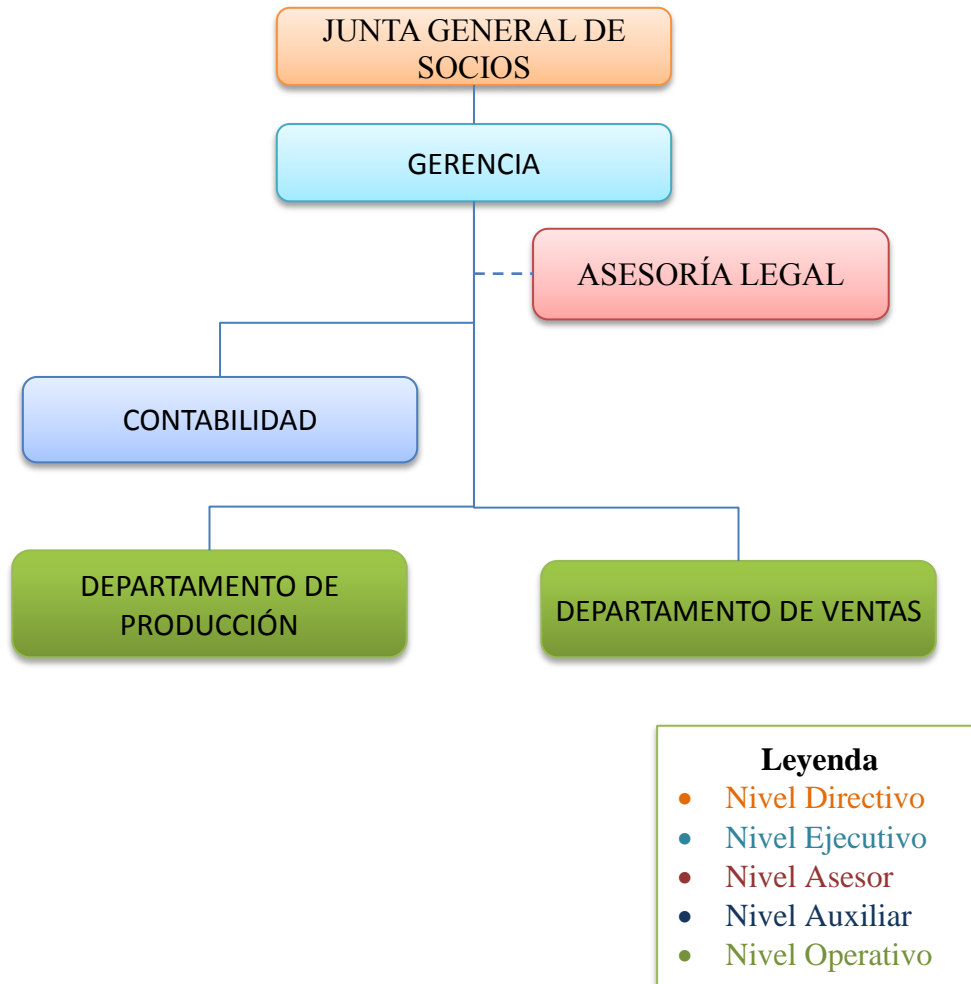 JUNTA GENERAL DE
SOCIOS
GERENCIA
ASESORÍA LEGAL
CONTABILIDAD
DEPARTAMENTO DE
PRODUCCIÓN
DEPARTAMENTO DE VENTAS
Leyenda
• Nivel Directivo
• Nivel Ejecutivo
• Nivel Asesor
• Nivel Auxiliar
• Nivel Operativo